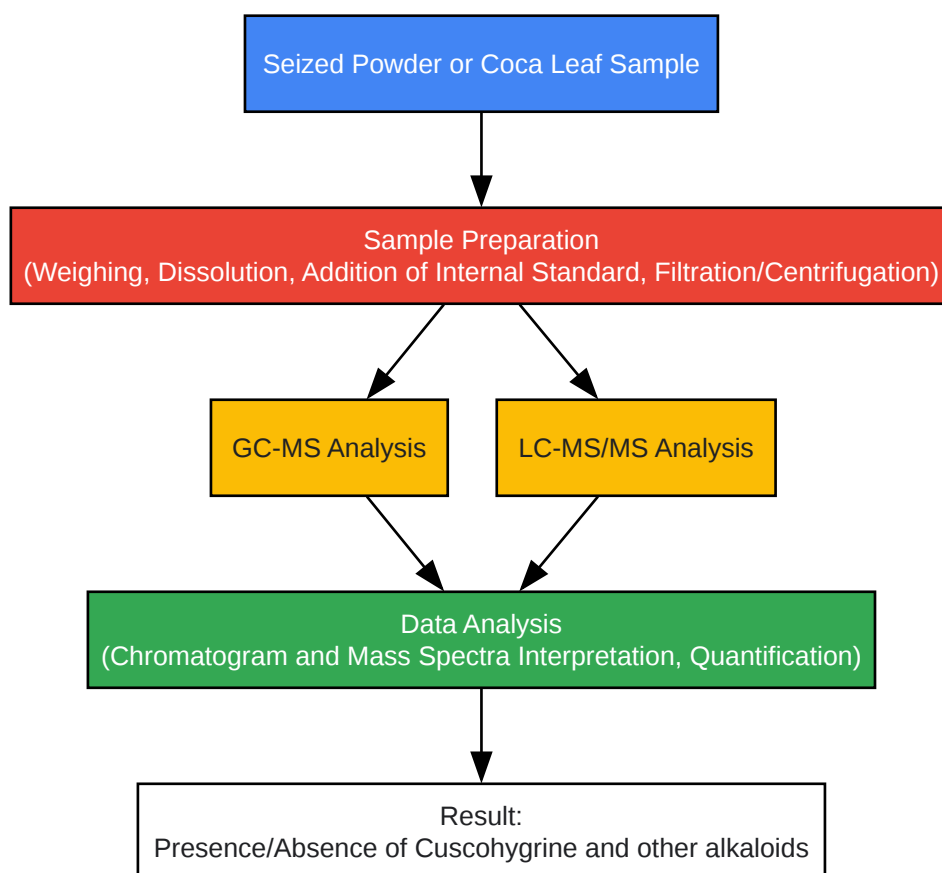 Seized Powder or Coca Leaf Sample
Sample Preparation
(Weighing, Dissolution, Addition of Internal Standard, Filtration/Centrifugation)
GC-MS Analysis
LC-MS/MS Analysis
Data Analysis
(Chromatogram and Mass Spectra Interpretation, Quantification)
Result:
Presence/Absence of Cuscohygrine and other alkaloids